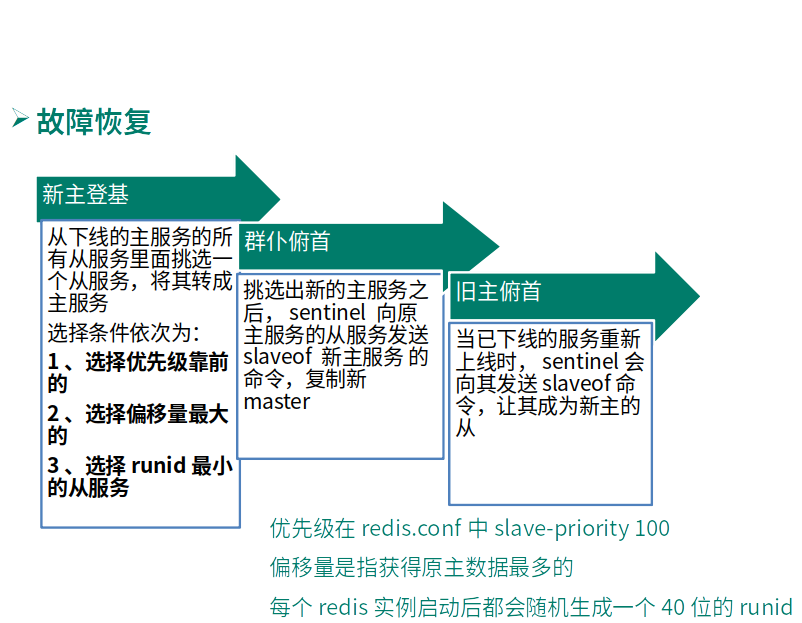 故障恢复
新主登基
从下线的主服务的所
有从服务里面挑选一
个从服务，将其转成
主服务
选择条件依次为：
1、选择优先级靠前
的
2、选择偏移量最大
的
3、选择 runid 最小
的从服务
群仆俯首
挑选出新的主服务之
后， sentinel 向原
主服务的从服务发送
slaveof 新主服务 的
命令，复制新
master
旧主俯首
当已下线的服务重新
上线时， sentinel 会
向其发送 slaveof 命
令，让其成为新主的
从
优先级在 redis.conf 中 slave-priority 100
偏移量是指获得原主数据最多的
每个 redis 实例启动后都会随机生成一个 40 位的 runid